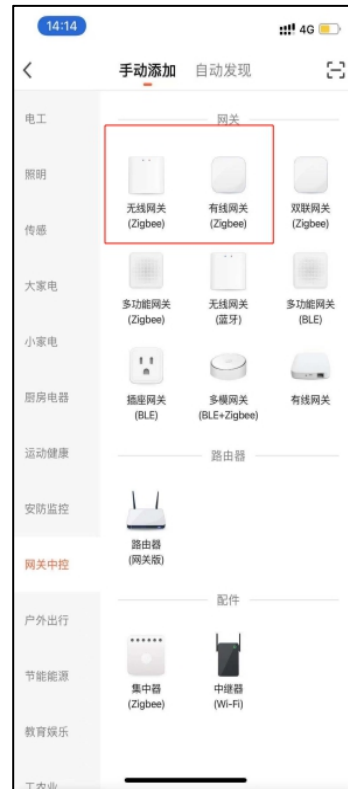 14:14
4G
手动添加 自动发现
电工
照明
传感
大家电
小家电
厨房电器
运动健康
安防监控
网关中控
户外出行
节能能源
教育娱乐
工农业
网关
无线网关 有线网关 双联网关
(Zigbee) (Zigbee) (Zigbee)
多功能网关 无线网关 多功能网关
(Zigbee) (蓝牙) (BLE)
插座网关 多模网关 有线网关
(BLE) (BLE+Zigbee)
路由器
路由器
(网关版)
配件
集中器 中继器
(Zigbee) (Wi-Fi)